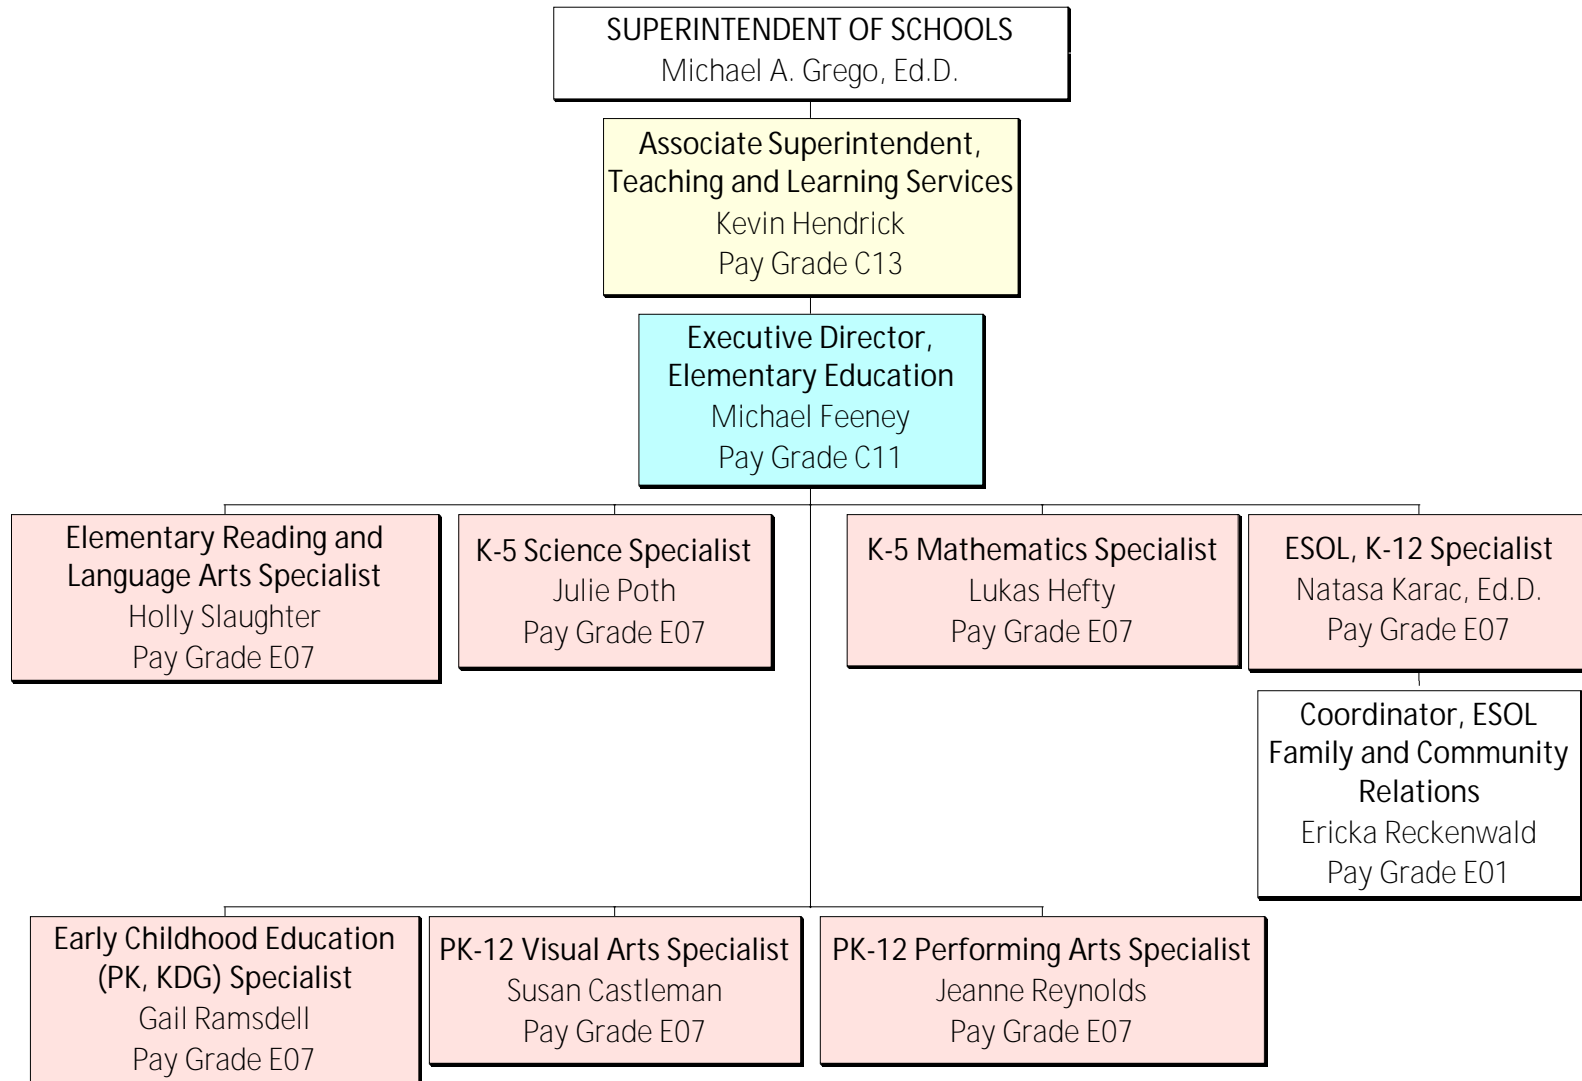 SUPERINTENDENT OF SCHOOLS
Michael A. Grego, Ed.D.
Associate Superintendent,
Teaching and Learning Services
Kevin Hendrick
Pay Grade C13
Executive Director,
Elementary Education
Michael Feeney
Pay Grade C11
Elementary Reading and
Language Arts Specialist
Holly Slaughter
Pay Grade E07
K-5 Science Specialist
Julie Poth
Pay Grade E07
K-5 Mathematics Specialist
Lukas Hefty
Pay Grade E07
ESOL, K-12 Specialist
Natasa Karac, Ed.D.
Pay Grade E07
Coordinator, ESOL
Family and Community
Relations
Ericka Reckenwald
Pay Grade E01
Early Childhood Education
(PK, KDG) Specialist
Gail Ramsdell
Pay Grade E07
PK-12 Visual Arts Specialist
Susan Castleman
Pay Grade E07
PK-12 Performing Arts Specialist
Jeanne Reynolds
Pay Grade E07